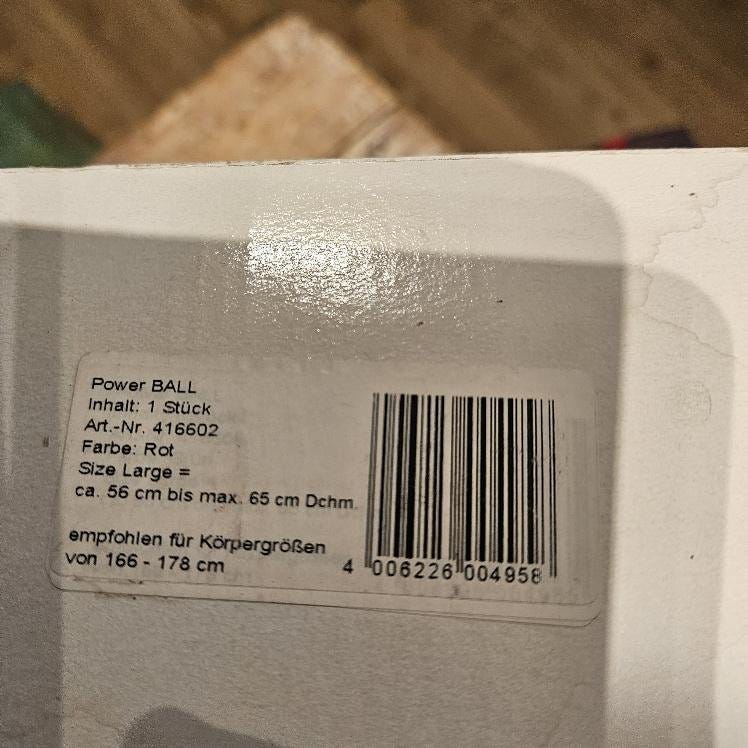 Power BALL
Inhalt: 1 Stück
Art.-Nr. 416602
Farbe: Rot
Size Large =
ca. 56 cm bis max. 65 cm Dchm.
empfohlen für Körpergrößen
von 166 - 178 cm
4 006226 004958